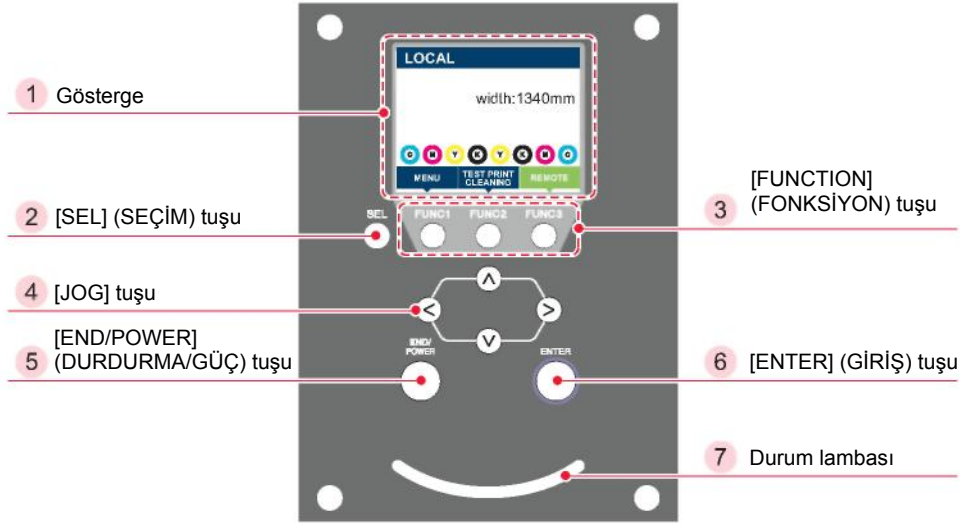 LOCAL
width:1340mm
C M Y K Y K M C
MENU
TEST PRINT
CLEANING
REMOTE
1 Gösterge
2 [SEL] (SEÇİM) tuşu
SEL
FUNC1 FUNC2 FUNC3
3 [FUNCTION]
(FONKSİYON) tuşu
4 [JOG] tuşu
5 [END/POWER]
(DURDURMA/GÜÇ) tuşu
END/
POWER
ENTER
6 [ENTER] (GİRİŞ) tuşu
7 Durum lambası